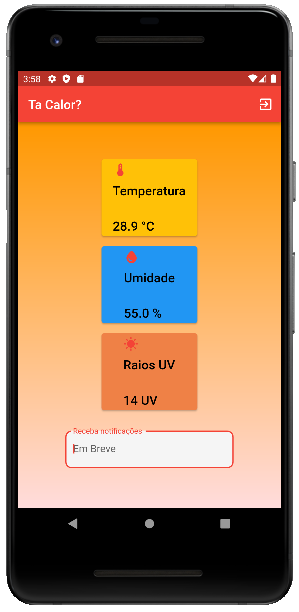 3:58
Ta Calor?
Temperatura
28.9 °C
Umidade
55.0 %
Raios UV
14 UV
Receba notificações
Em Breve